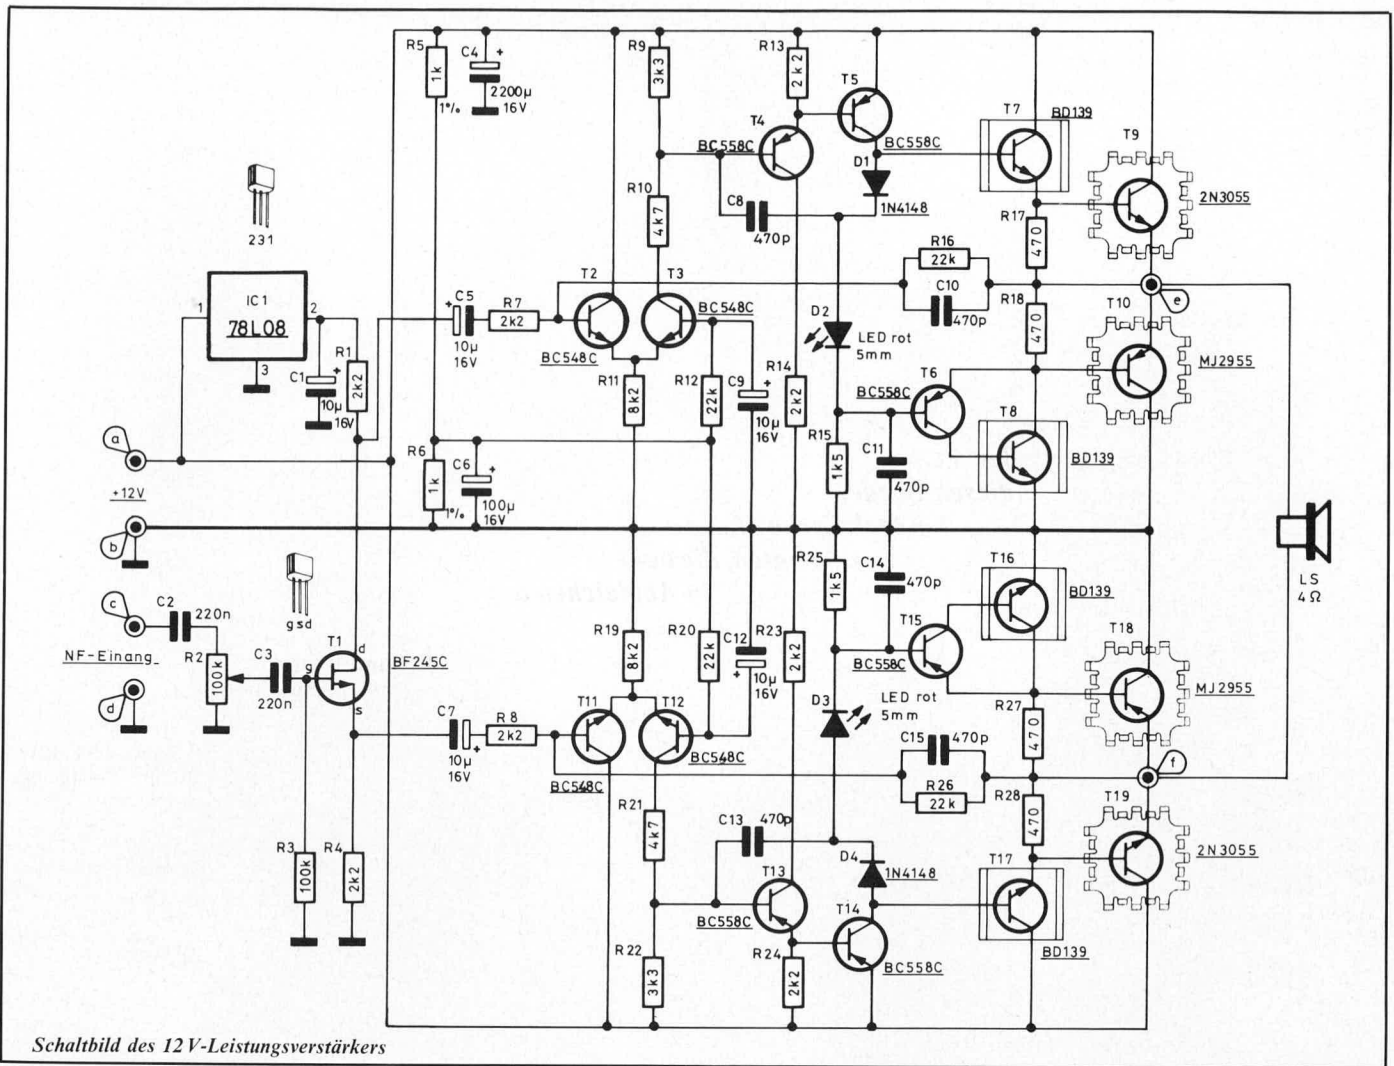 R5
1k
1%
C4
+
2200µ
16V
R9
3k3
R13
2k2
T5
T4
BC558C
BC558C
T7
BD139
T9
2N3055
D1
1N4148
R10
4k7
C8
470p
R17
470
231
R16
22k
C10
470p
e
IC1
78L08
1
2
3
C5
+
10µ
16V
R7
2k2
T2
T3
BC548C
BC548C
D2
LED rot
5mm
R18
470
T10
MJ2955
R1
2k2
C1
+
10µ
16V
R11
8k2
R12
22k
C9
+
10µ
16V
R14
2k2
T6
BC558C
T8
BD139
a
+12V
b
R6
1k
1%
C6
+
100µ
16V
R15
1k5
C11
470p
LS
4Ω
R25
1k5
C14
470p
T16
BD139
c
C2
220n
gsd
T1
d
g
s
BF245C
NF-Einang
R2
100k
C3
220n
d
R19
8k2
R20
22k
C12
+
10µ
16V
R23
2k2
T15
BC558C
T18
MJ2955
D3
LED rot
5mm
R27
470
C7
+
10µ
16V
R8
2k2
T11
T12
BC548C
BC548C
C15
470p
R26
22k
f
R28
470
T19
2N3055
R21
4k7
C13
470p
D4
1N4148
R3
100k
R4
2k2
T13
BC558C
T14
BC558C
T17
BD139
R22
3k3
R24
2k2
Schaltbild des 12 V-Leistungsverstärkers